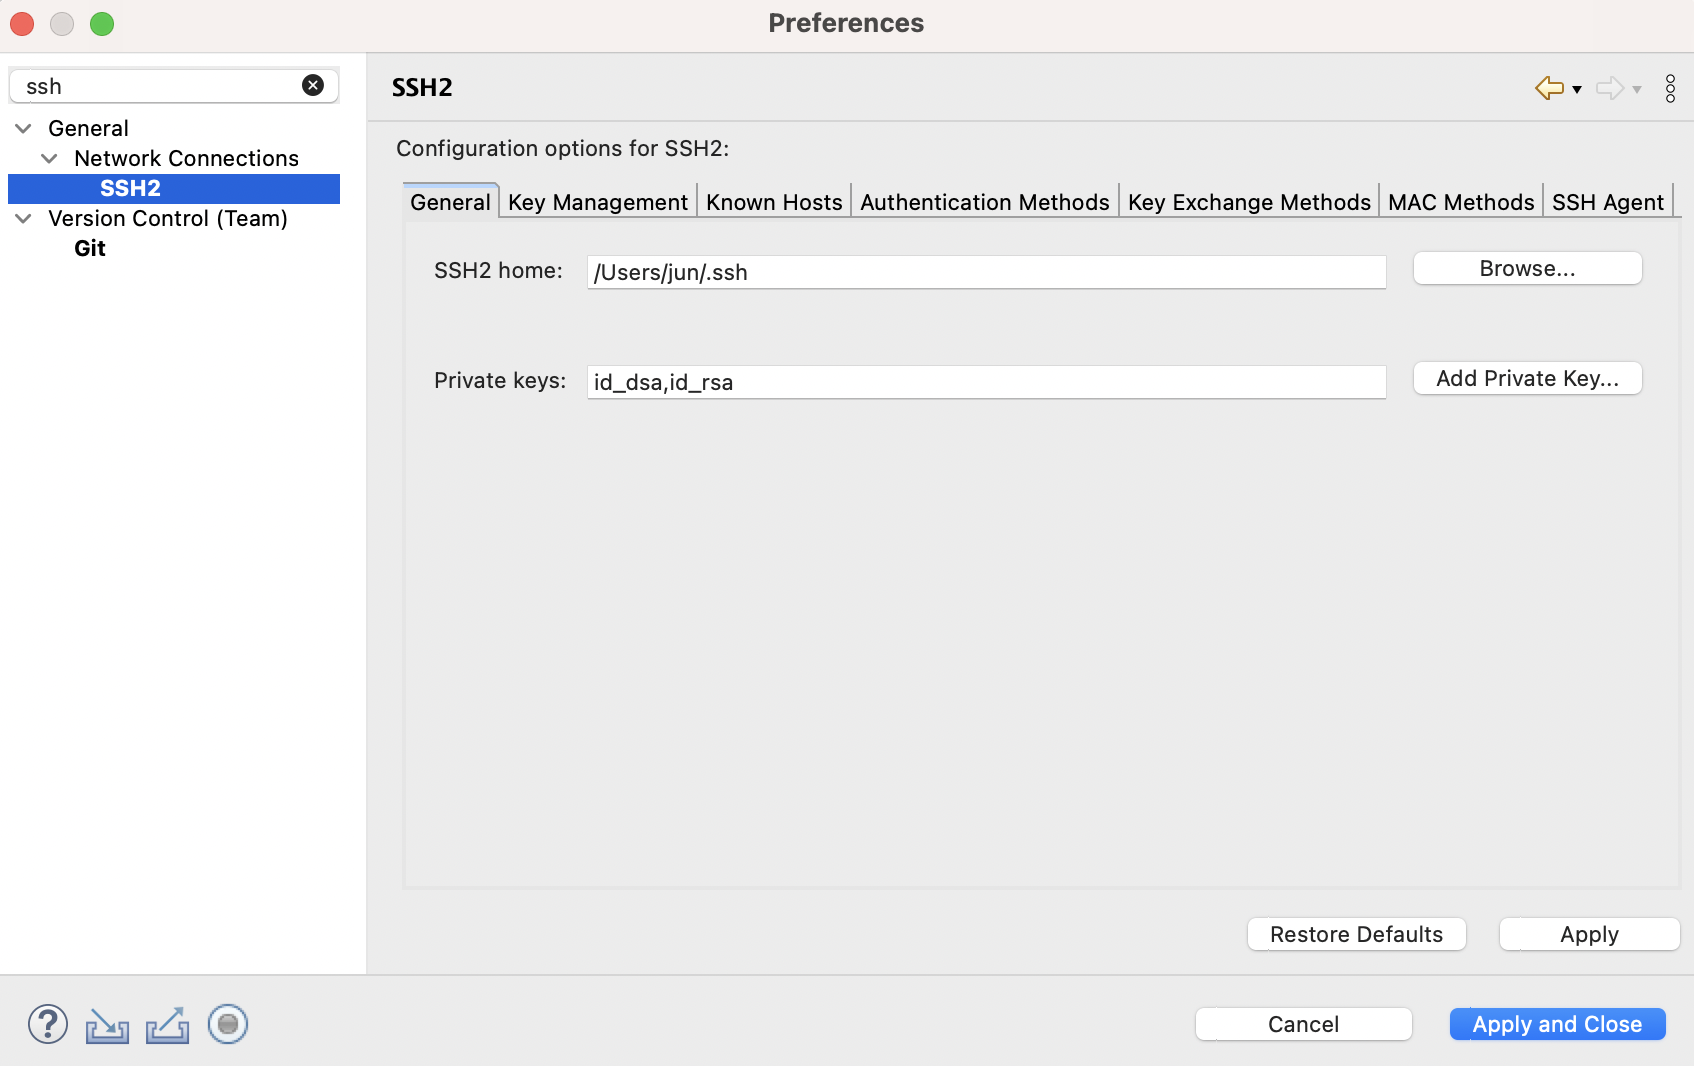 Preferences
ssh
General
Network Connections
SSH2
Version Control (Team)
Git
SSH2
Configuration options for SSH2:
General Key Management Known Hosts Authentication Methods Key Exchange Methods MAC Methods SSH Agent
SSH2 home: /Users/jun/.ssh Browse...
Private keys: id_dsa,id_rsa Add Private Key...
Restore Defaults Apply
? Cancel Apply and Close